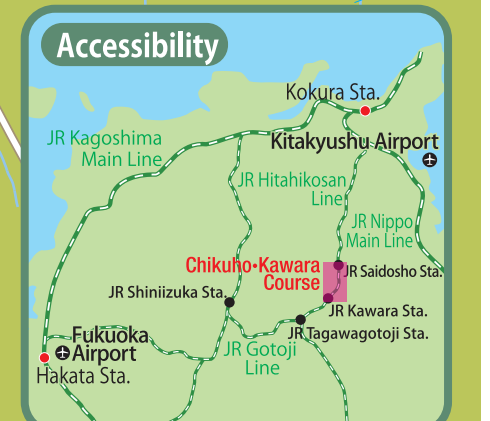 Accessibility
Kokura Sta.
JR Kagoshima
Main Line
Kitakyushu Airport
JR Hitahikosan
Line
JR Nippo
Main Line
Chikuho•Kawara
Course
JR Saidosho Sta.
JR Shiniizuka Sta.
JR Kawara Sta.
JR Tagawagotoji Sta.
Fukuoka
Airport
JR Gotoji
Line
Hakata Sta.